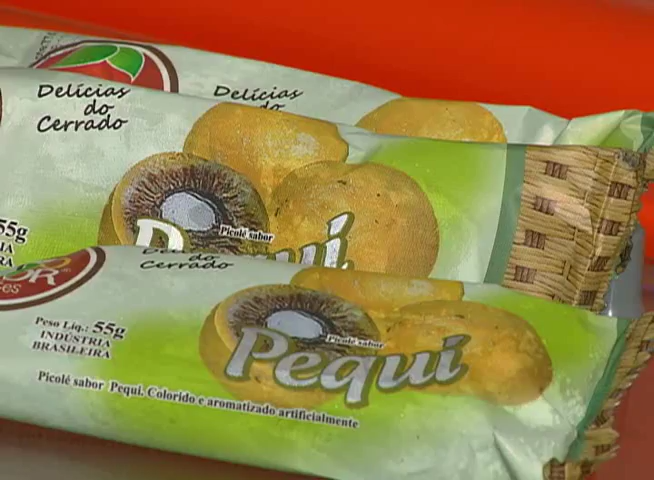 Delícias
do
Cerrado
Delícias
do
55g
Picolé sabor
Pequi
Cerrado
Peso Líq.: 55g
INDÚSTRIA
BRASILEIRA
Picolé sabor
Pequi
Picolé sabor Pequi. Colorido e aromatizado artificialmente